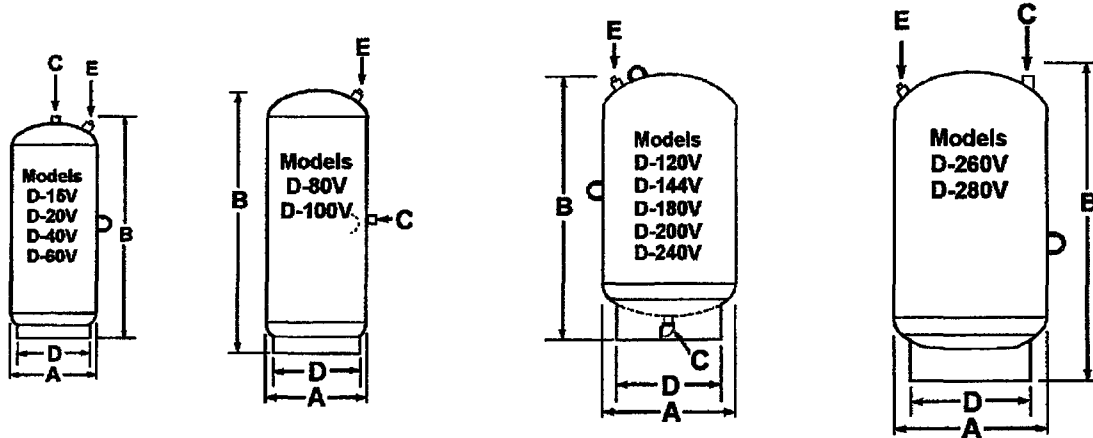 C
E
B
Models
D-15V
D-20V
D-40V
D-60V
D
A
E
B
Models
D-80V
D-100V
C
D
A
E
B
Models
D-120V
D-144V
D-180V
D-200V
D-240V
C
D
A
E
C
B
Models
D-260V
D-280V
D
A